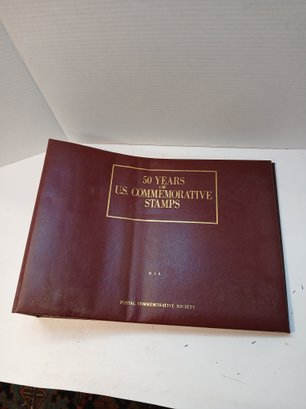 50 YEARS
OF
U.S. COMMEMORATIVE
STAMPS
POSTAL COMMEMORATIVE SOCIETY